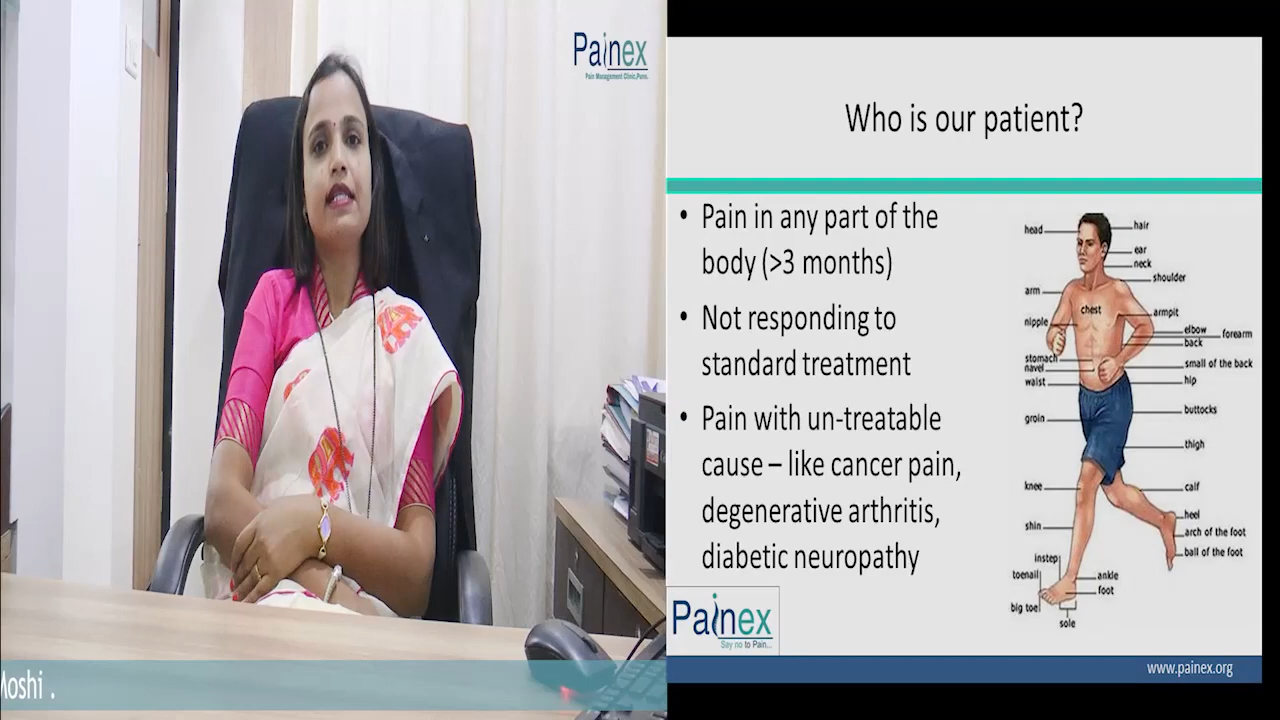 Painex
Pain Management Clinic,Pune.
Moshi .
Who is our patient?
• Pain in any part of the
body (>3 months)
• Not responding to
standard treatment
• Pain with un-treatable
cause – like cancer pain,
degenerative arthritis,
diabetic neuropathy
head
hair
ear
neck
shoulder
arm
chest
armpit
nipple
elbow
forearm
back
stomach
navel
small of the back
waist
hip
groin
buttocks
thigh
knee
calf
heel
shin
arch of the foot
ball of the foot
instep
toenail
ankle
foot
big toe
sole
Painex
Say no to Pain...
www.painex.org